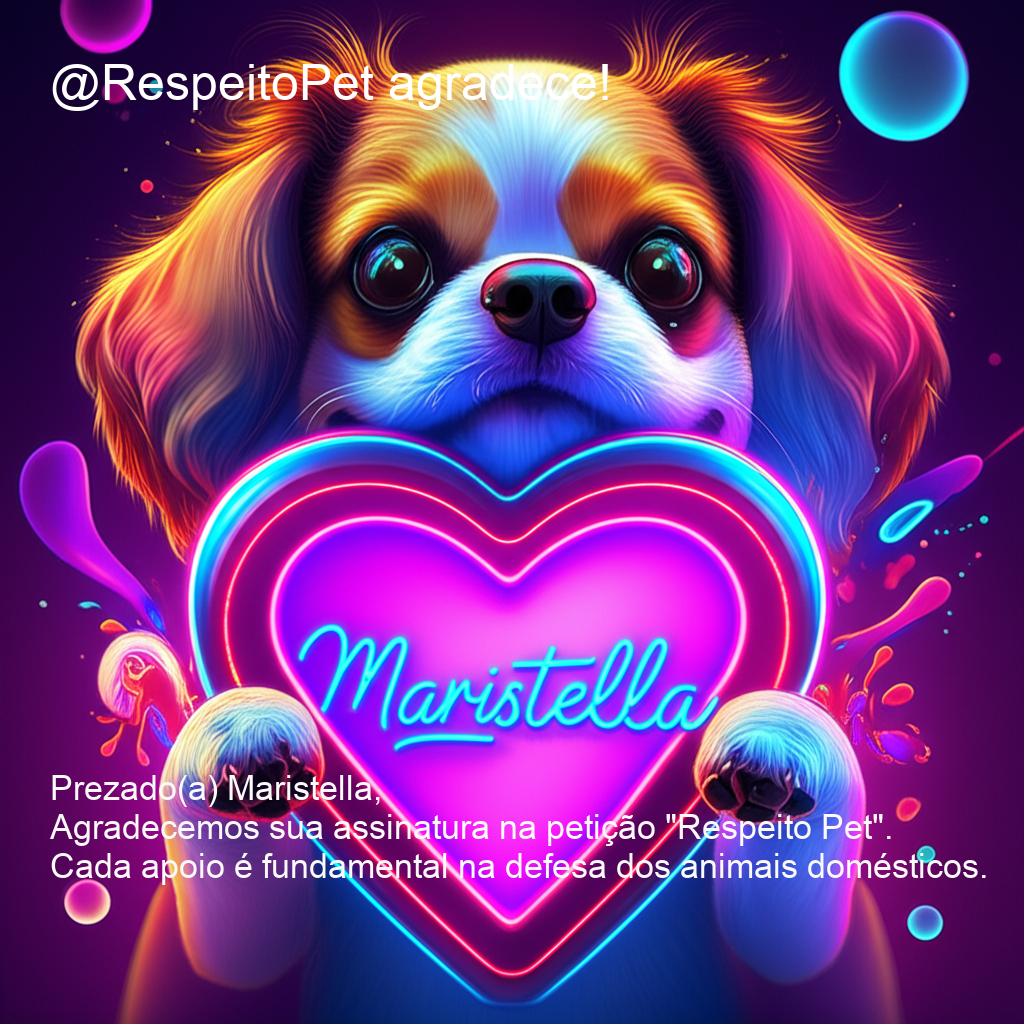 @RespeitoPet agradece!
Maristella
Prezado(a) Maristella,
Agradecemos sua assinatura na petição "Respeito Pet".
Cada apoio é fundamental na defesa dos animais domésticos.